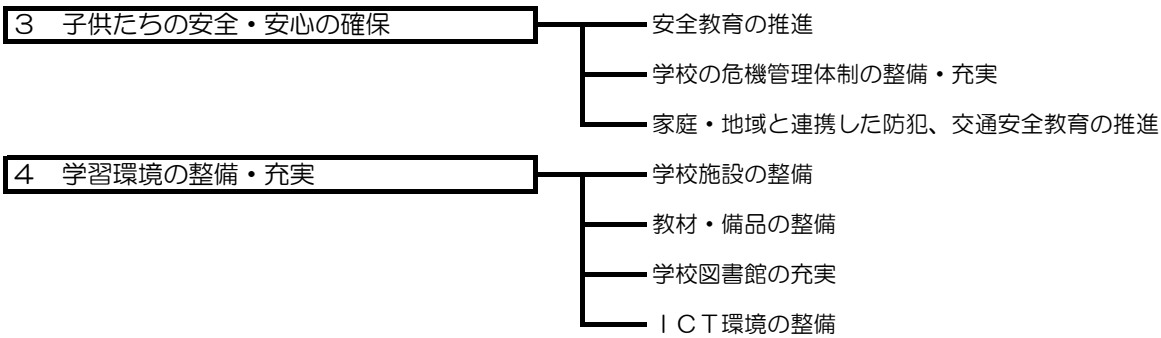 ３　子供たちの安全・安心の確保
安全教育の推進
学校の危機管理体制の整備・充実
家庭・地域と連携した防犯、交通安全教育の推進
４　学習環境の整備・充実
学校施設の整備
教材・備品の整備
学校図書館の充実
ＩＣＴ環境の整備